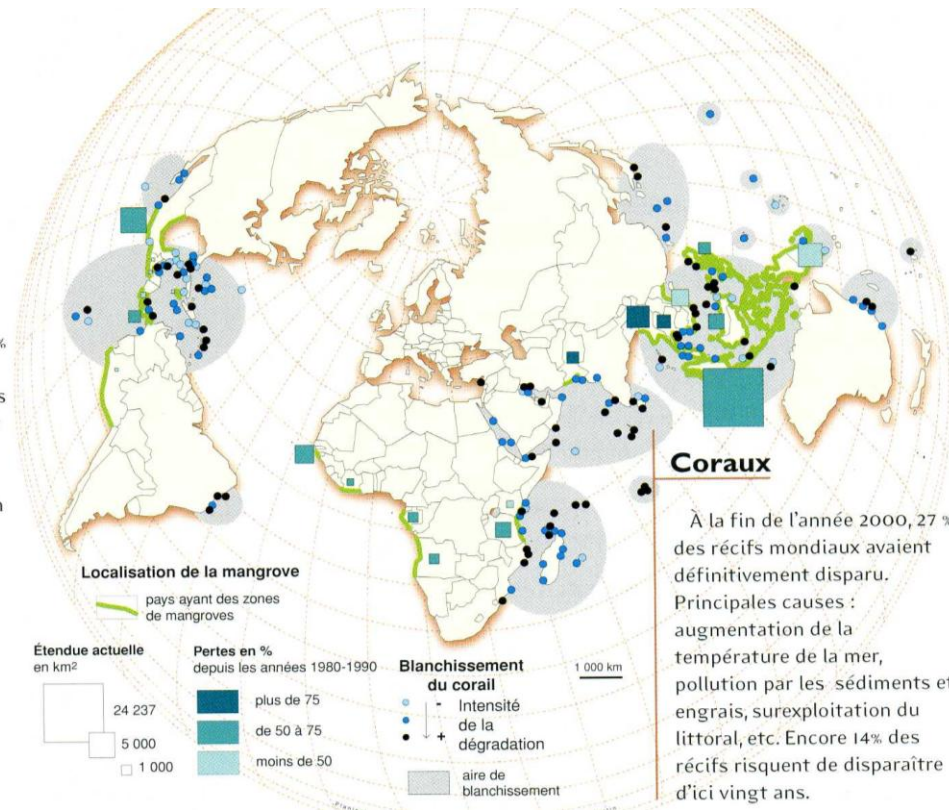 %
s
n
Coraux
À la fin de l'année 2000, 27 %
des récifs mondiaux avaient
définitivement disparu.
Principales causes :
augmentation de la
température de la mer,
pollution par les sédiments et
engrais, surexploitation du
littoral, etc. Encore 14% des
récifs risquent de disparaître
d'ici vingt ans.
Localisation de la mangrove
pays ayant des zones
de mangroves
Étendue actuelle
en km²
24 237
5 000
1 000
Pertes en %
depuis les années 1980-1990
plus de 75
de 50 à 75
moins de 50
Blanchissement
du corail
- Intensité
de la
+ dégradation
aire de
blanchissement
1 000 km